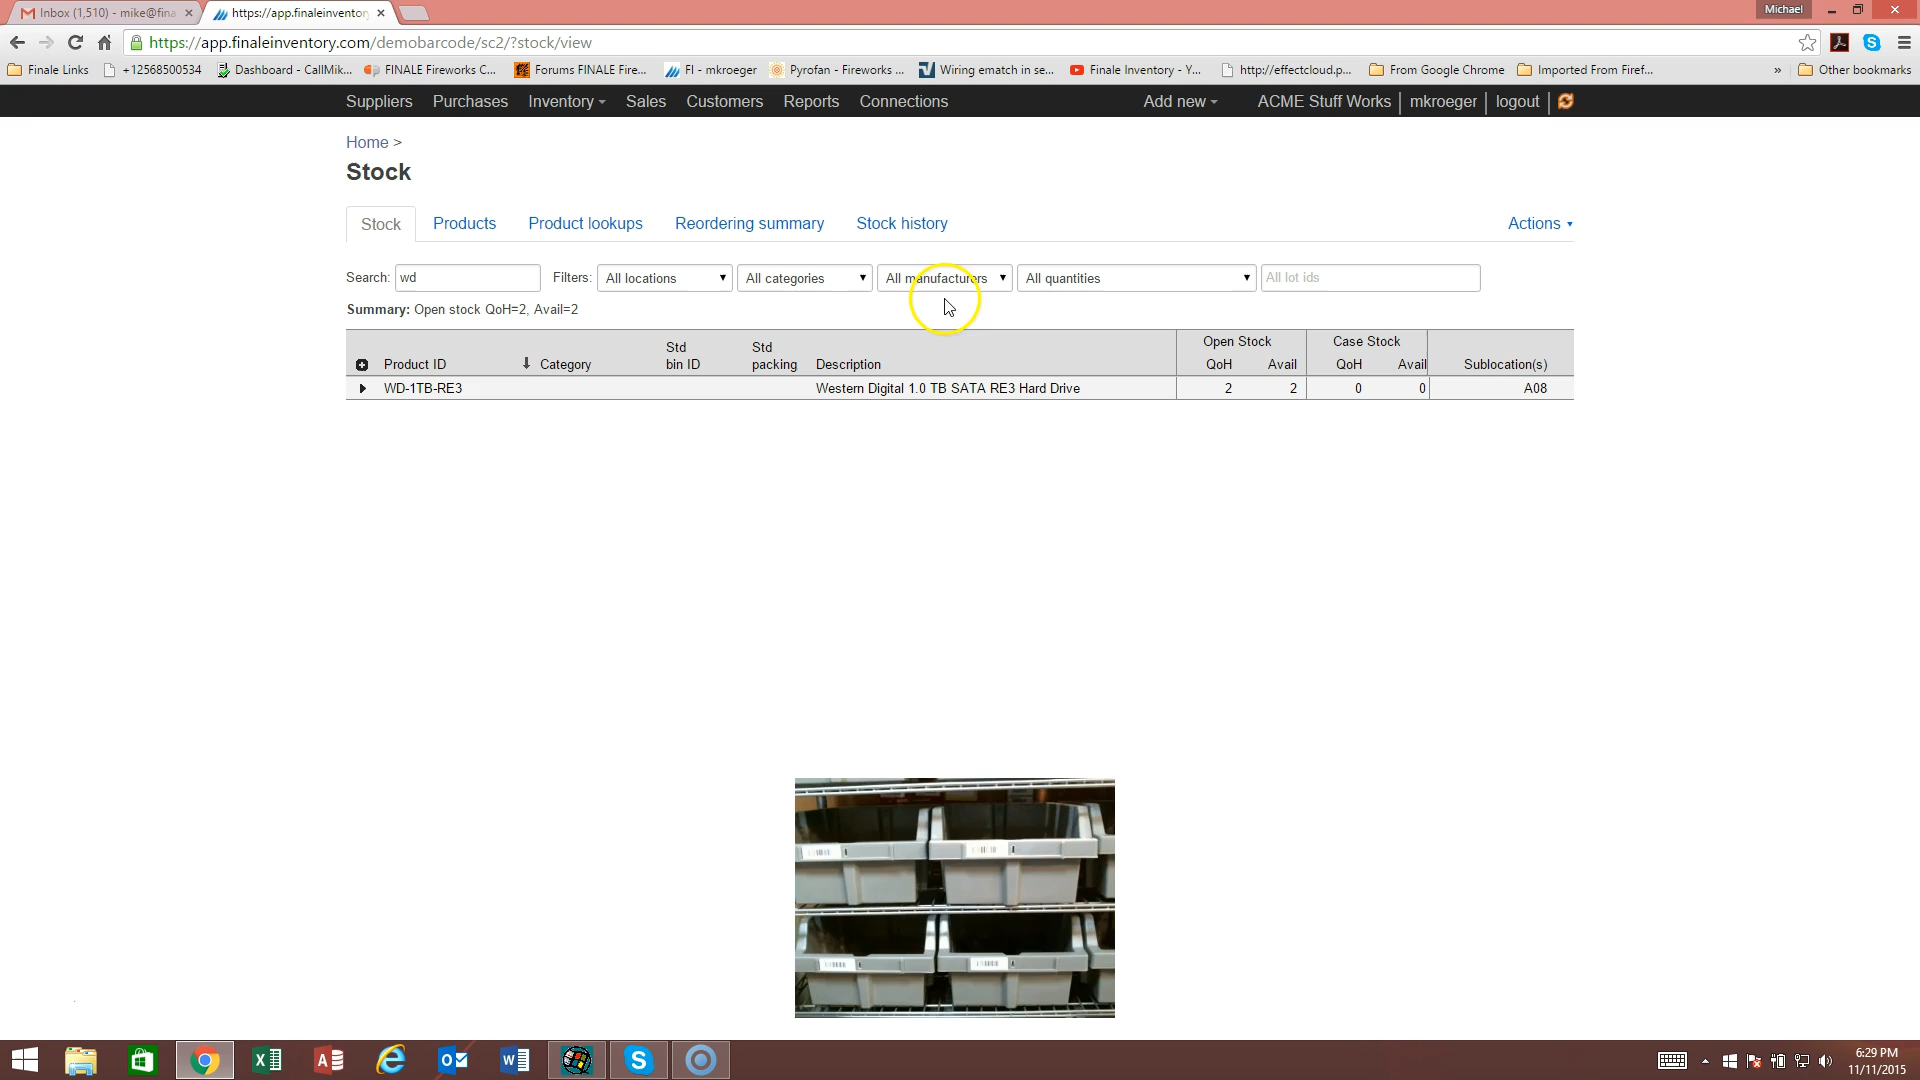 Inbox (1,510) - mike@fina
https://app.finaleinventor
Michael
https://app.finaleinventory.com/demobarcode/sc2/?stock/view
Finale Links
+12568500534
Dashboard - CallMik...
FINALE Fireworks C...
Forums FINALE Fire...
FI - mkroeger
Pyrofan - Fireworks ...
Wiring ematch in se...
Finale Inventory - Y...
http://effectcloud.p...
From Google Chrome
Imported From Firef...
»
Other bookmarks
Suppliers Purchases Inventory Sales Customers Reports Connections Add new ACME Stuff Works mkroeger logout
Home >
Stock
Stock Products Product lookups Reordering summary Stock history Actions
Search: wd Filters: All locations All categories All manufacturers All quantities All lot ids
Summary: Open stock QoH=2, Avail=2
Std Std Open Stock Case Stock
Product ID Category bin ID packing Description QoH Avail QoH Avail Sublocation(s)
WD-1TB-RE3 Western Digital 1.0 TB SATA RE3 Hard Drive 2 2 0 0 A08
6:29 PM
11/11/2015